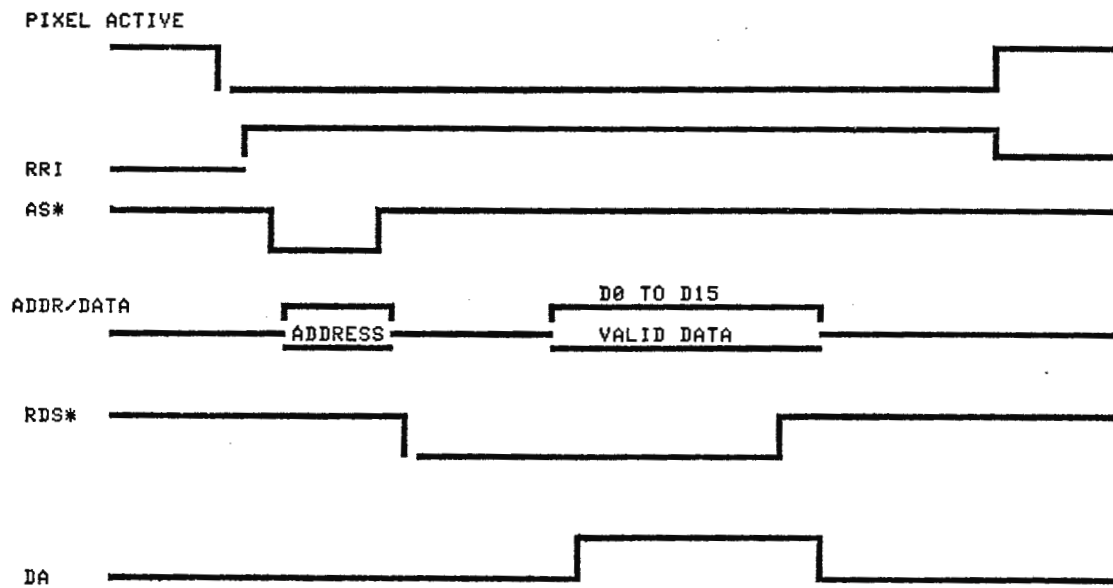 PIXEL ACTIVE
RRI
AS*
D0 TO D15
ADDR/DATA
ADDRESS
VALID DATA
RDS*
DA